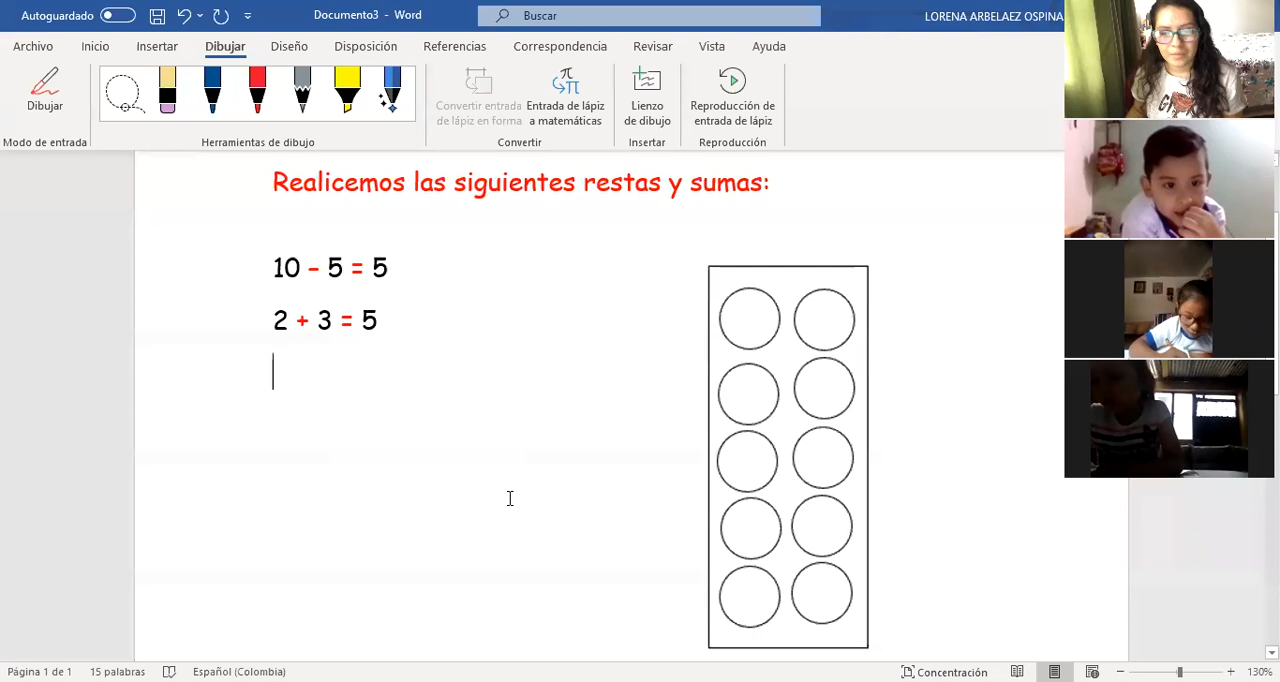 Autoguardado
Documento3 - Word
Buscar
LORENA ARBELAEZ OSPINA
Archivo Inicio Insertar Dibujar Diseño Disposición Referencias Correspondencia Revisar Vista Ayuda
Dibujar
Convertir entrada de lápiz en forma
Entrada de lápiz a matemáticas
Lienzo de dibujo
Reproducción de entrada de lápiz
Modo de entrada Herramientas de dibujo Convertir Insertar Reproducción
Realicemos las siguientes restas y sumas:
10 - 5 = 5
2 + 3 = 5
Página 1 de 1 15 palabras Español (Colombia) Concentración 130%